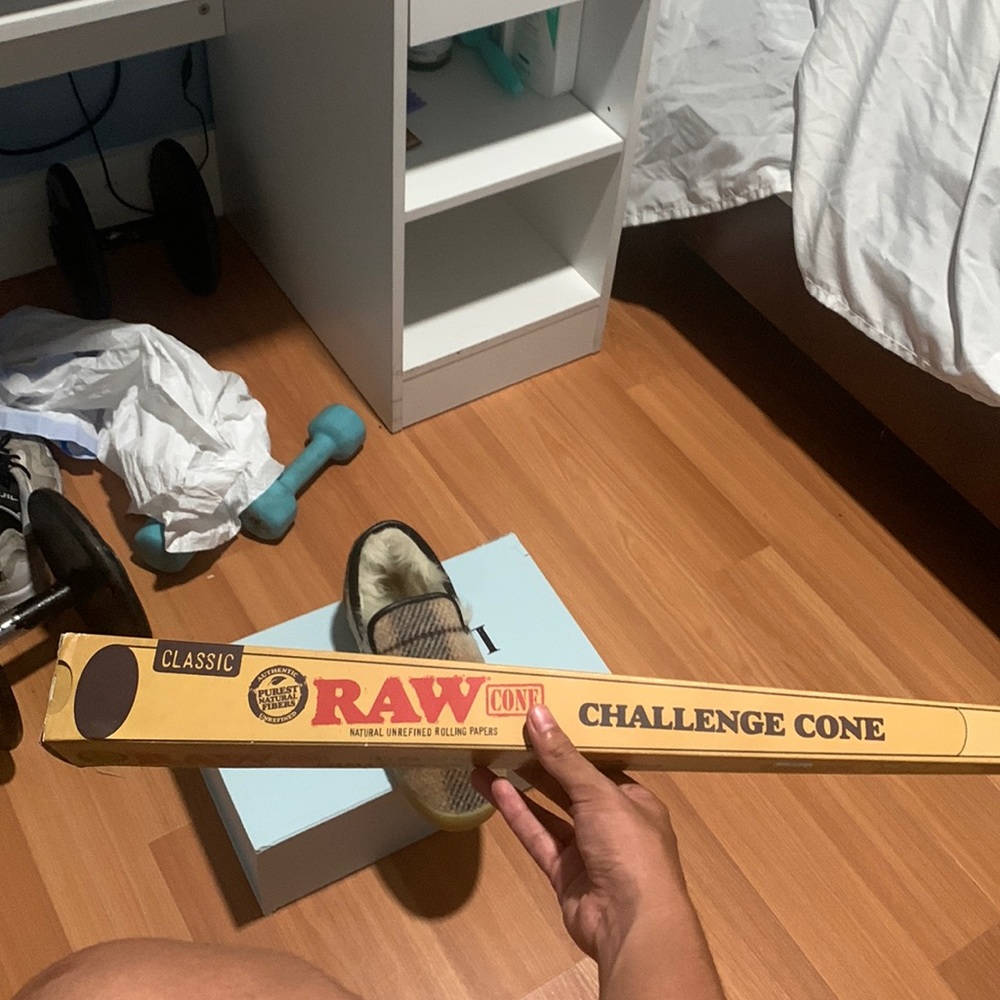 CLASSIC
AUTHENTIC
PUREST
NATURAL
FIBERS
UNREFINED
RAW
CONE
NATURAL UNREFINED ROLLING PAPERS
CHALLENGE CONE
I